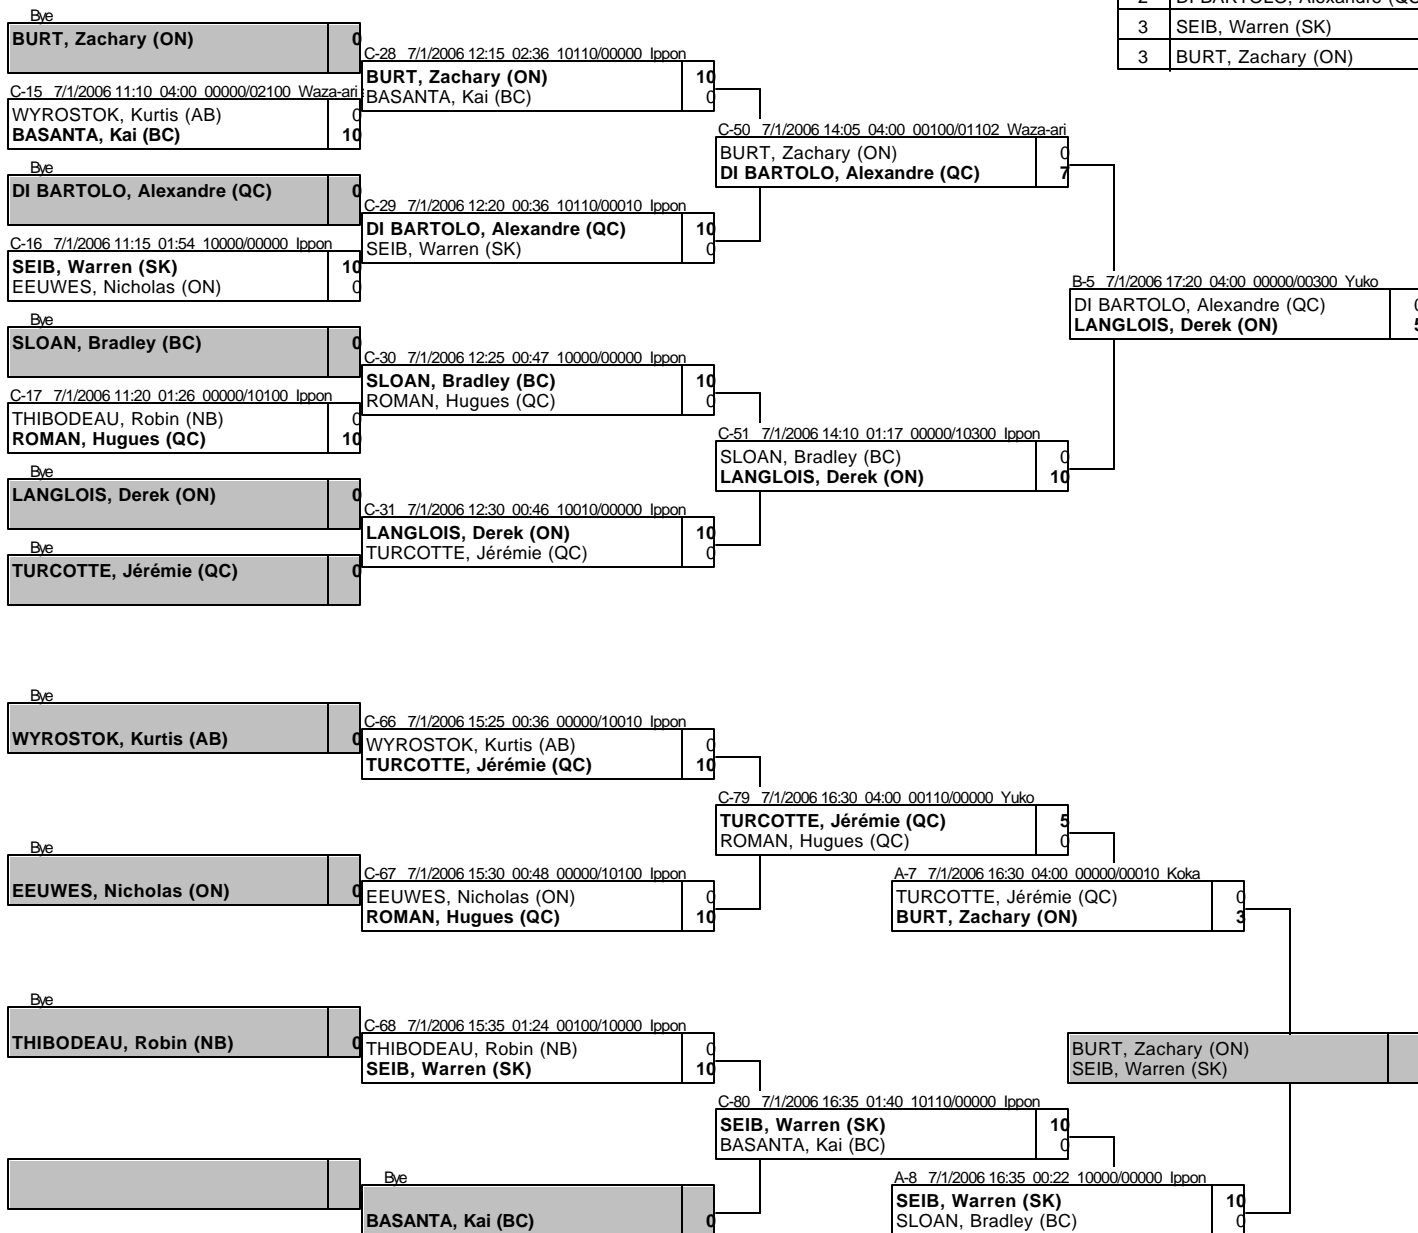 2 DI BARTOLO, Alexandre (QC)
3 SEIB, Warren (SK)
3 BURT, Zachary (ON)
Bye
BURT, Zachary (ON) 0
C-15 7/1/2006 11:10 04:00 00000/02100 Waza-ari
WYROSTOK, Kurtis (AB) 0
BASANTA, Kai (BC) 10
Bye
DI BARTOLO, Alexandre (QC) 0
C-16 7/1/2006 11:15 01:54 10000/00000 Ippon
SEIB, Warren (SK) 10
EEUWES, Nicholas (ON) 0
Bye
SLOAN, Bradley (BC) 0
C-17 7/1/2006 11:20 01:26 00000/10100 Ippon
THIBODEAU, Robin (NB) 0
ROMAN, Hugues (QC) 10
Bye
LANGLOIS, Derek (ON) 0
Bye
TURCOTTE, Jérémie (QC) 0
C-28 7/1/2006 12:15 02:36 10110/00000 Ippon
BURT, Zachary (ON) 10
BASANTA, Kai (BC) 0
C-29 7/1/2006 12:20 00:36 10110/00010 Ippon
DI BARTOLO, Alexandre (QC) 10
SEIB, Warren (SK) 0
C-30 7/1/2006 12:25 00:47 10000/00000 Ippon
SLOAN, Bradley (BC) 10
ROMAN, Hugues (QC) 0
C-31 7/1/2006 12:30 00:46 10010/00000 Ippon
LANGLOIS, Derek (ON) 10
TURCOTTE, Jérémie (QC) 0
C-50 7/1/2006 14:05 04:00 00100/01102 Waza-ari
BURT, Zachary (ON) 0
DI BARTOLO, Alexandre (QC) 7
C-51 7/1/2006 14:10 01:17 00000/10300 Ippon
SLOAN, Bradley (BC) 0
LANGLOIS, Derek (ON) 10
B-5 7/1/2006 17:20 04:00 00000/00300 Yuko
DI BARTOLO, Alexandre (QC) 0
LANGLOIS, Derek (ON) 5
Bye
WYROSTOK, Kurtis (AB) 0
Bye
EEUWES, Nicholas (ON) 0
Bye
THIBODEAU, Robin (NB) 0
C-66 7/1/2006 15:25 00:36 00000/10010 Ippon
WYROSTOK, Kurtis (AB) 0
TURCOTTE, Jérémie (QC) 10
C-67 7/1/2006 15:30 00:48 00000/10100 Ippon
EEUWES, Nicholas (ON) 0
ROMAN, Hugues (QC) 10
C-68 7/1/2006 15:35 01:24 00100/10000 Ippon
THIBODEAU, Robin (NB) 0
SEIB, Warren (SK) 10
Bye
BASANTA, Kai (BC) 0
C-79 7/1/2006 16:30 04:00 00110/00000 Yuko
TURCOTTE, Jérémie (QC) 5
ROMAN, Hugues (QC) 0
C-80 7/1/2006 16:35 01:40 10110/00000 Ippon
SEIB, Warren (SK) 10
BASANTA, Kai (BC) 0
A-7 7/1/2006 16:30 04:00 00000/00010 Koka
TURCOTTE, Jérémie (QC) 0
BURT, Zachary (ON) 3
A-8 7/1/2006 16:35 00:22 10000/00000 Ippon
SEIB, Warren (SK) 10
SLOAN, Bradley (BC) 0
BURT, Zachary (ON)
SEIB, Warren (SK)